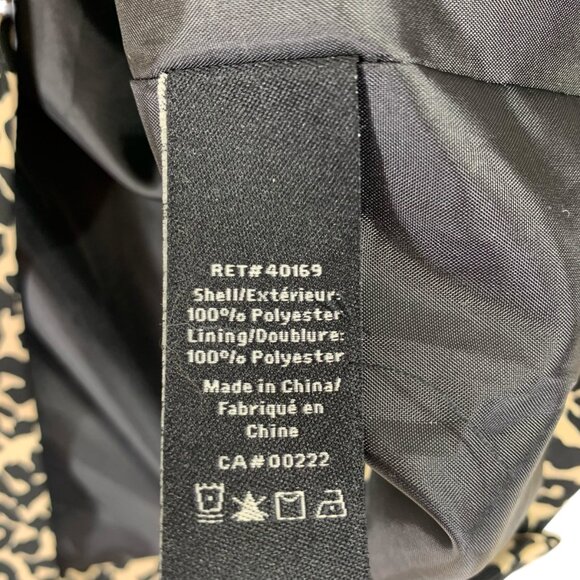 RET#40169
Shell/Extérieur:
100% Polyester
Lining/Doublure:
100% Polyester
Made in China/
Fabriqué en
Chine
CA#00222